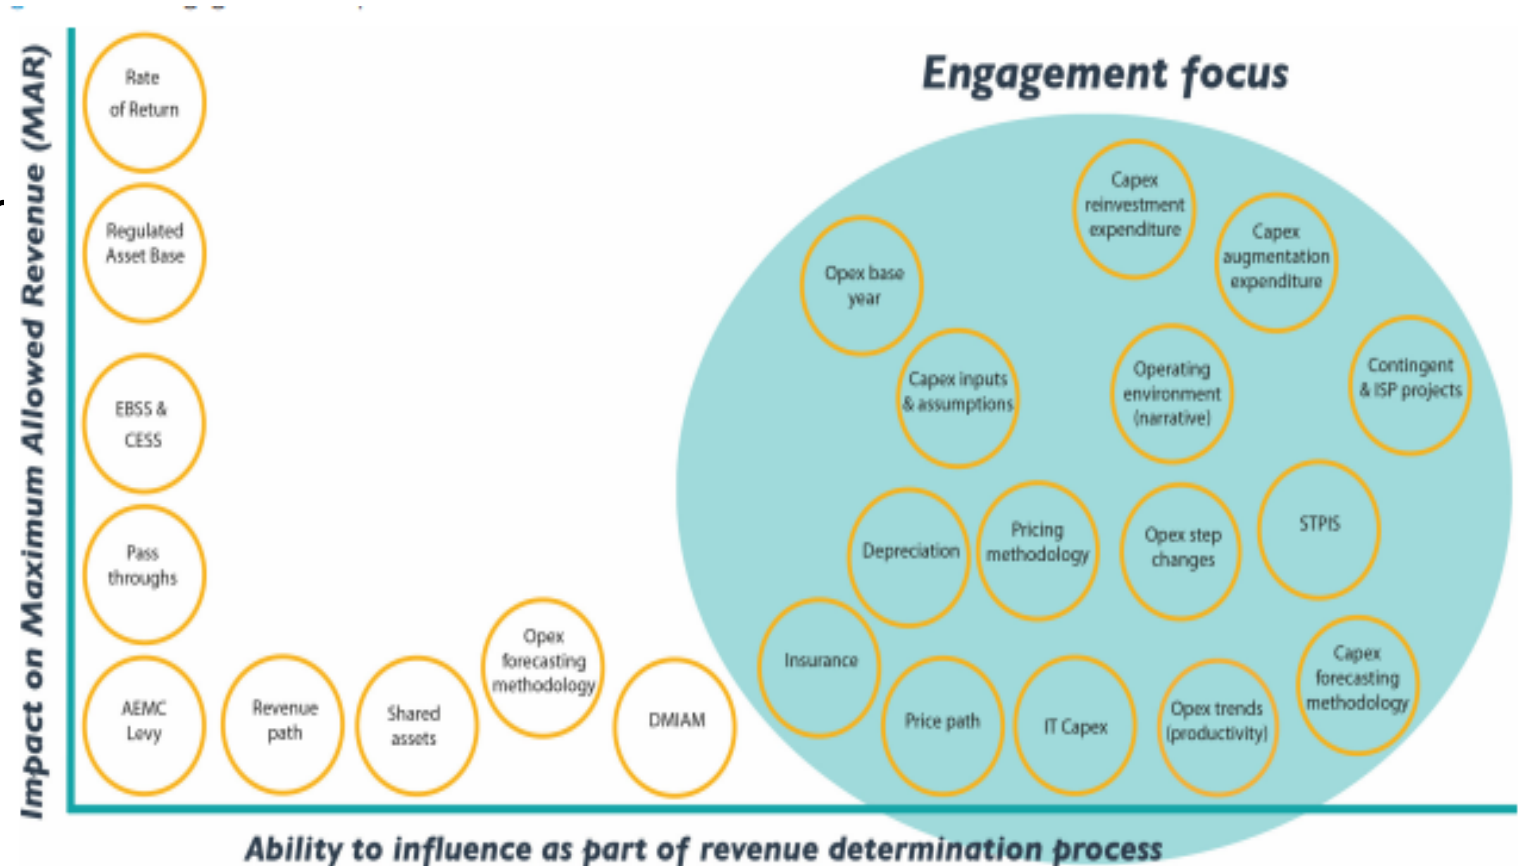 Engagement focus
Impact on Maximum Allowed Revenue (MAR)
Rate
of Return
Regulated
Asset Base
EBSS &
CESS
Pass
throughs
AEMC
Levy
Revenue
path
Shared
assets
Opex
forecasting
methodology
DMIAM
Opex base
year
Capex
reinvestment
expenditure
Capex
augmentation
expenditure
Capex inputs
& assumptions
Operating
environment
(narrative)
Contingent
& ISP projects
Depreciation
Pricing
methodology
Opex step
changes
STPIS
Insurance
Price path
IT Capex
Opex trends
(productivity)
Capex
forecasting
methodology
Ability to influence as part of revenue determination process